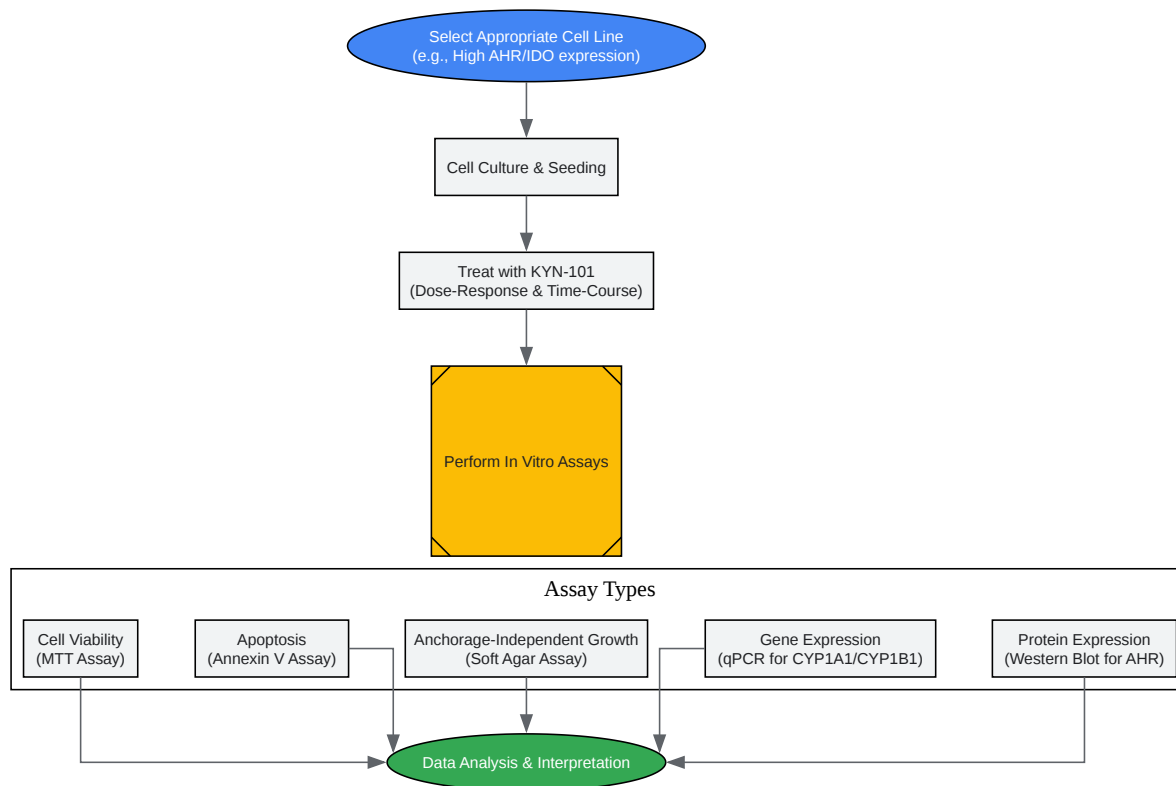 Select Appropriate Cell Line
(e.g., High AHR/IDO expression)
Cell Culture & Seeding
Treat with KYN-101
(Dose-Response & Time-Course)
Perform In Vitro Assays
Assay Types
Cell Viability
(MTT Assay)
Apoptosis
(Annexin V Assay)
Anchorage-Independent Growth
(Soft Agar Assay)
Gene Expression
(qPCR for CYP1A1/CYP1B1)
Protein Expression
(Western Blot for AHR)
Data Analysis & Interpretation